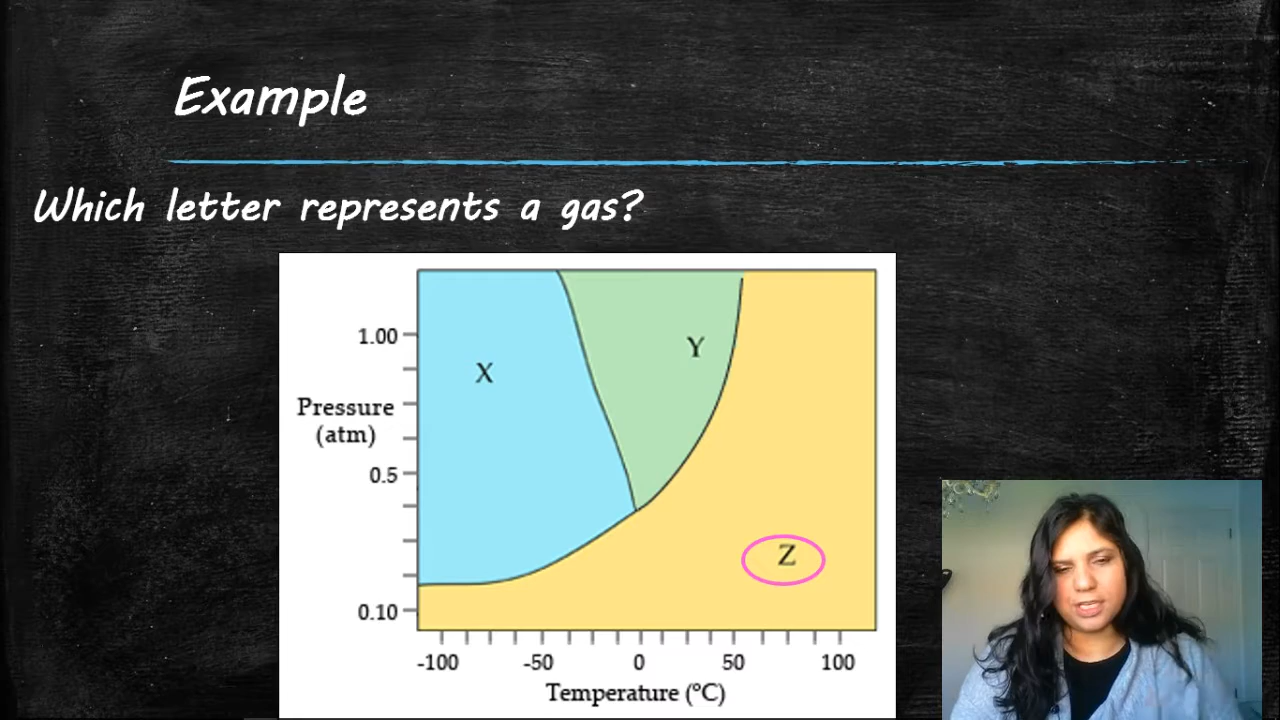 Example
Which letter represents a gas?
1.00
X
Y
Pressure
(atm)
0.5
Z
0.10
-100 -50 0 50 100
Temperature (°C)